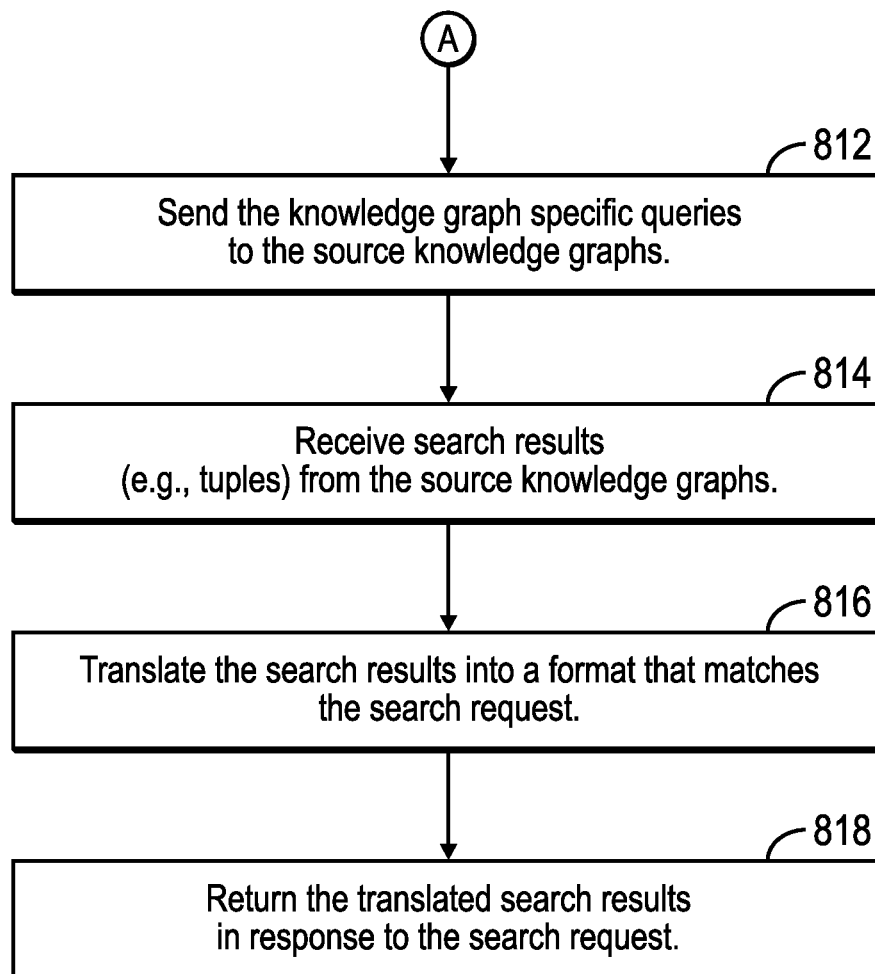 A
812
Send the knowledge graph specific queries
to the source knowledge graphs.
814
Receive search results
(e.g., tuples) from the source knowledge graphs.
816
Translate the search results into a format that matches
the search request.
818
Return the translated search results
in response to the search request.